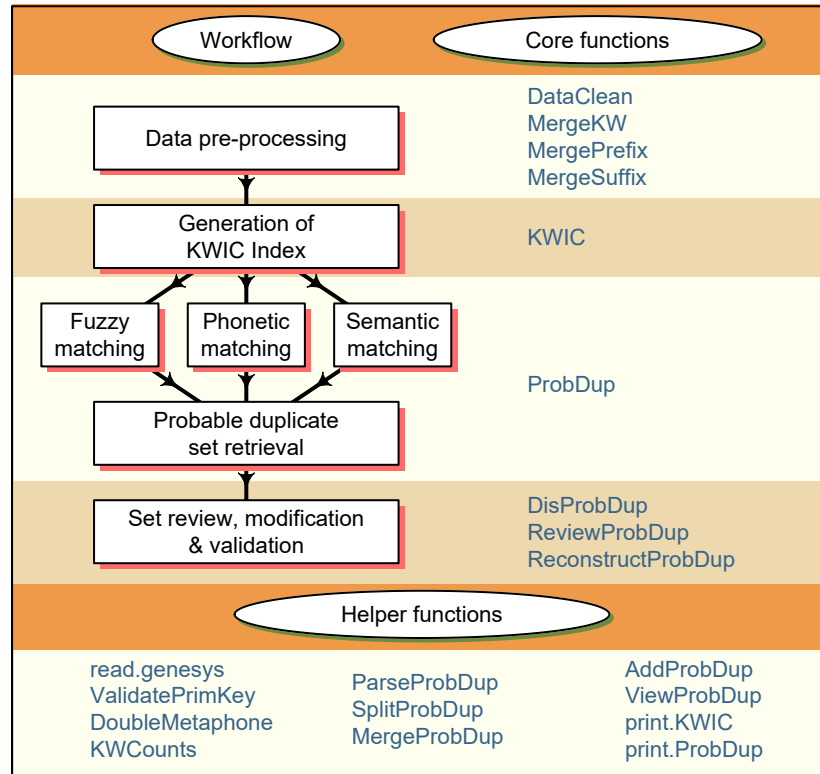 Workflow
Core functions
Data pre-processing
DataClean
MergeKW
MergePrefix
MergeSuffix
Generation of
KWIC Index
KWIC
Fuzzy
matching
Phonetic
matching
Semantic
matching
Probable duplicate
set retrieval
ProbDup
Set review, modification
& validation
DisProbDup
ReviewProbDup
ReconstructProbDup
Helper functions
read.genesys
ValidatePrimKey
DoubleMetaphone
KWCounts
ParseProbDup
SplitProbDup
MergeProbDup
AddProbDup
ViewProbDup
print.KWIC
print.ProbDup